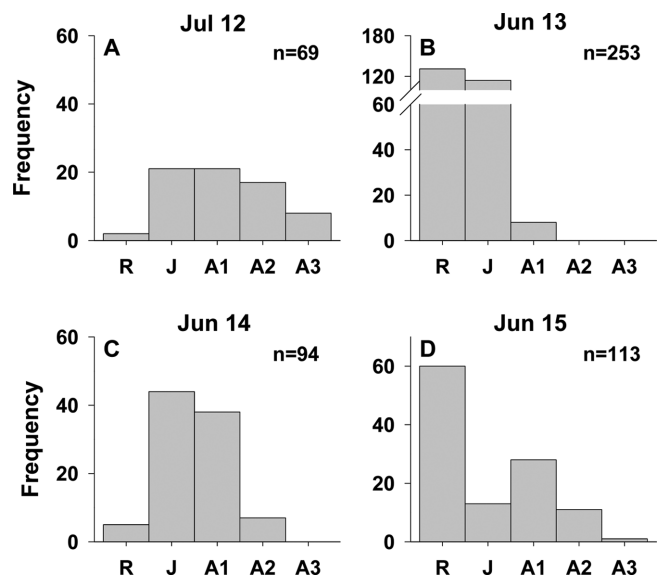 Jul 12
A
n=69
60
40
20
0
Frequency
R J A1 A2 A3
Jun 13
B
n=253
180
120
60
40
20
0
R J A1 A2 A3
Jun 14
C
n=94
60
40
20
0
Frequency
R J A1 A2 A3
Jun 15
D
n=113
60
40
20
0
R J A1 A2 A3